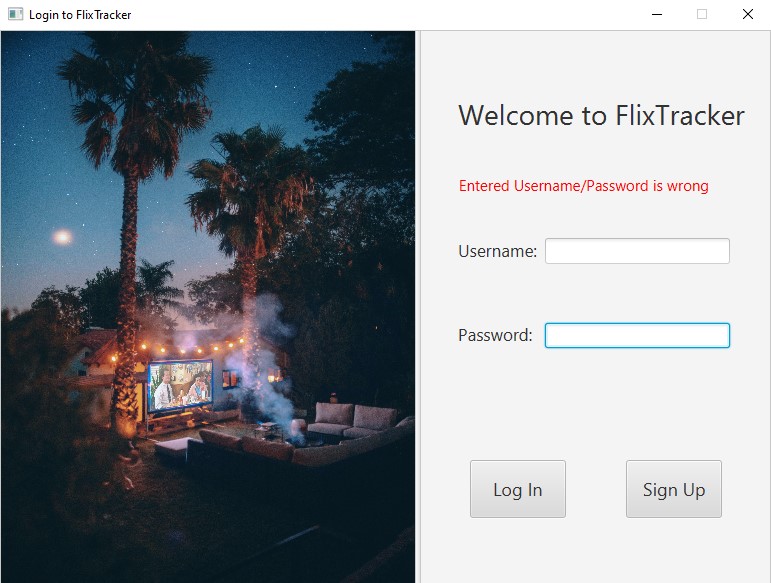 Login to FlixTracker
Welcome to FlixTracker
Entered Username/Password is wrong
Username:
Password:
Log In
Sign Up